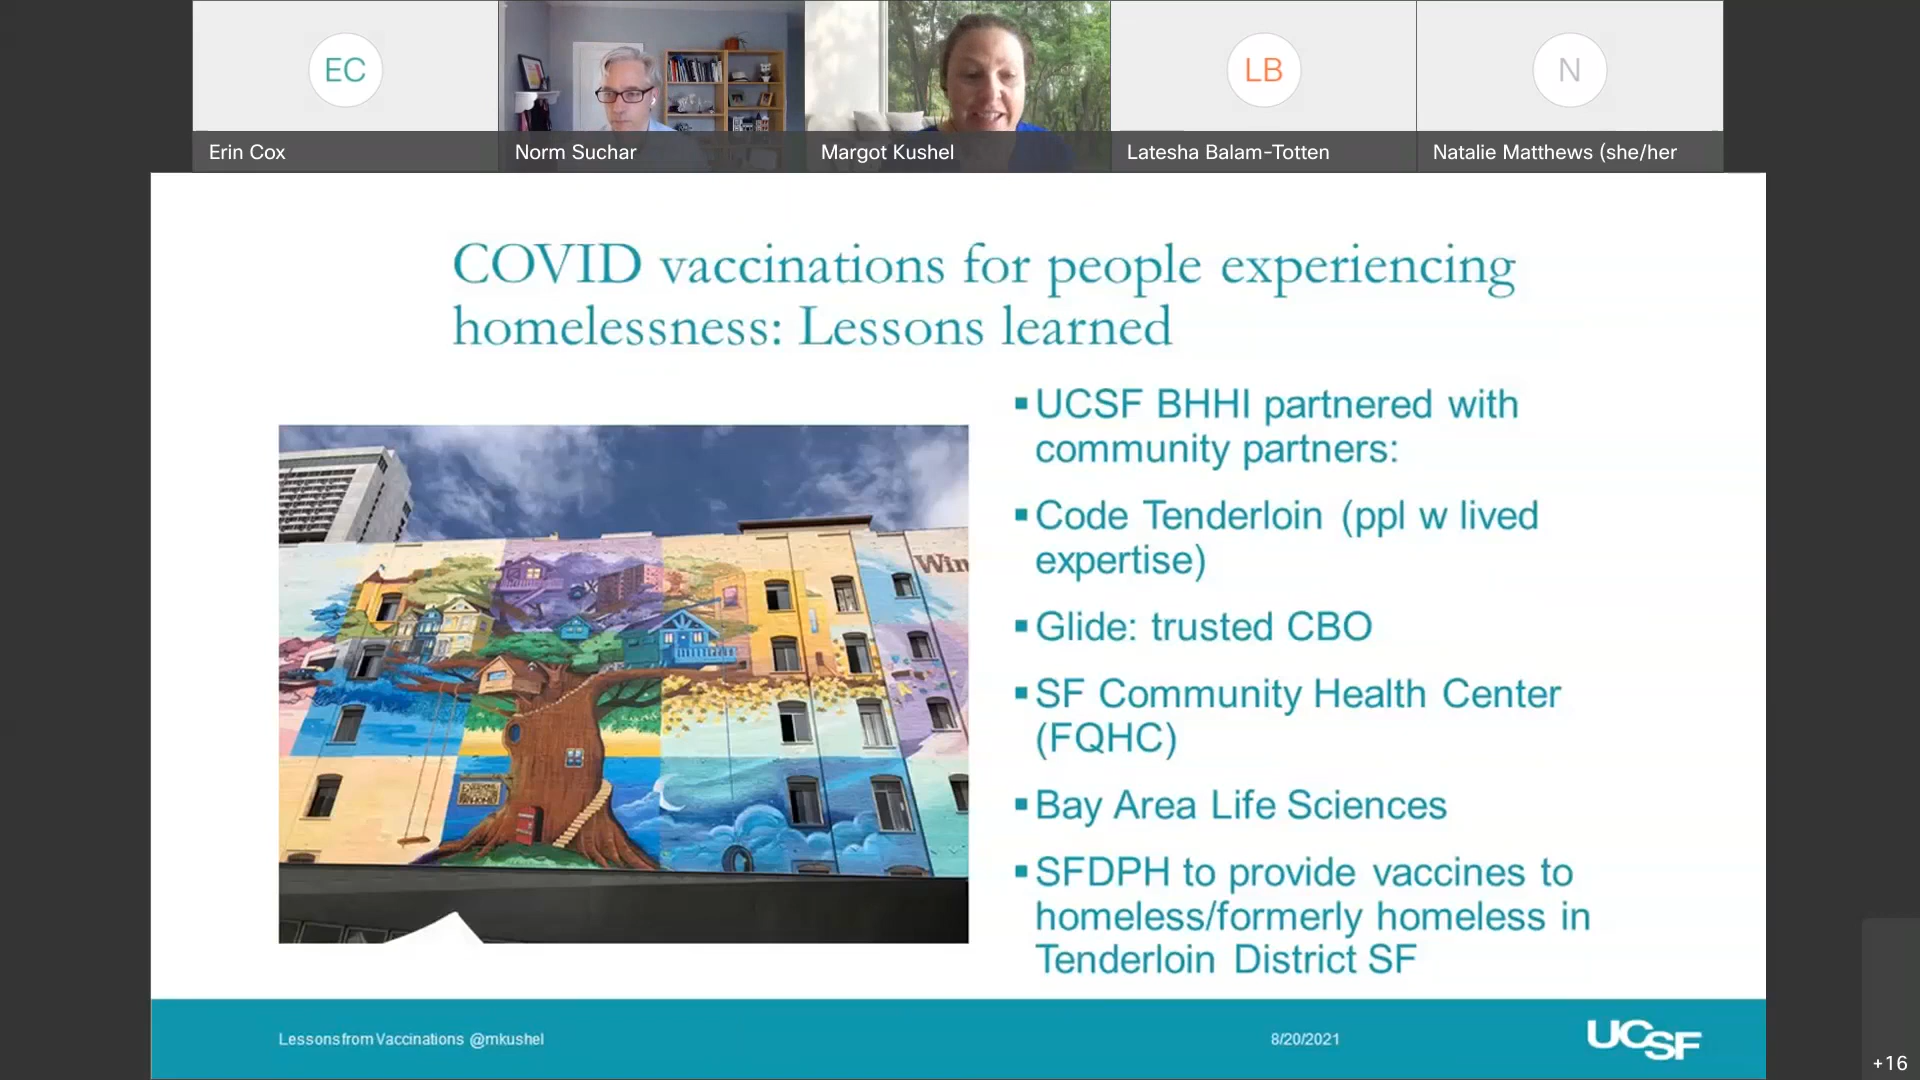 EC
LB
N
Erin Cox
Norm Suchar
Margot Kushel
Latesha Balam-Totten
Natalie Matthews (she/her
COVID vaccinations for people experiencing
homelessness: Lessons learned
▪UCSF BHHI partnered with
community partners:
▪Code Tenderloin (ppl w lived
expertise)
▪Glide: trusted CBO
▪SF Community Health Center
(FQHC)
▪Bay Area Life Sciences
▪SFDPH to provide vaccines to
homeless/formerly homeless in
Tenderloin District SF
Win
Lessons from Vaccinations @mkushel
8/20/2021
UCSF
+16